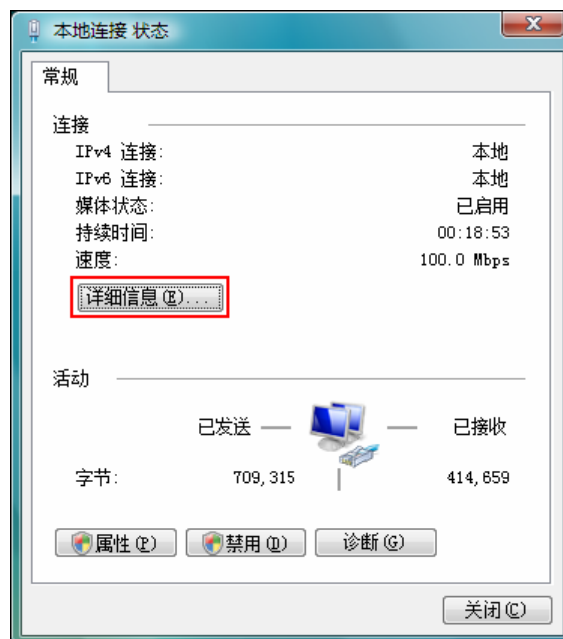 本地连接 状态
常规
连接
IPv4 连接: 本地
IPv6 连接: 本地
媒体状态: 已启用
持续时间: 00:18:53
速度: 100.0 Mbps
详细信息(E)...
活动
已发送 — — 已接收
字节: 709,315 414,659
属性(P) 禁用(D) 诊断(G)
关闭(C)